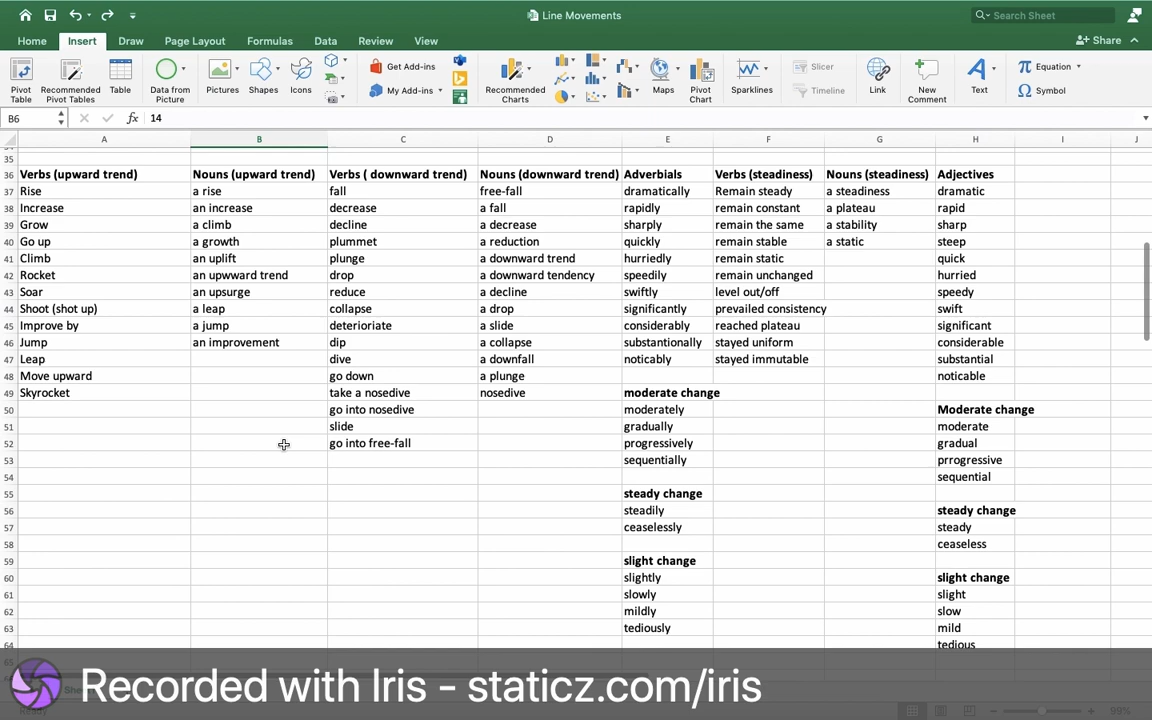 Line Movements
Search Sheet
Home Insert Draw Page Layout Formulas Data Review View Share
Pivot Table
Recommended Pivot Tables
Table
Data from Picture
Pictures
Shapes
Icons
Get Add-ins
My Add-ins
Recommended Charts
Maps
Pivot Chart
Sparklines
Slicer
Timeline
Link
New Comment
Text
Equation
Symbol
B6 fx 14
A B C D E F G H I J
35
36 Verbs (upward trend) Nouns (upward trend) Verbs ( downward trend) Nouns (downward trend) Adverbials Verbs (steadiness) Nouns (steadiness) Adjectives
37 Rise a rise fall free-fall dramatically Remain steady a steadiness dramatic
38 Increase an increase decrease a fall rapidly remain constant a plateau rapid
39 Grow a climb decline a decrease sharply remain the same a stability sharp
40 Go up a growth plummet a reduction quickly remain stable a static steep
41 Climb an uplift plunge a downward trend hurriedly remain static quick
42 Rocket an upwward trend drop a downward tendency speedily remain unchanged hurried
43 Soar an upsurge reduce a decline swiftly level out/off speedy
44 Shoot (shot up) a leap collapse a drop significantly prevailed consistency swift
45 Improve by a jump deterioriate a slide considerably reached plateau significant
46 Jump an improvement dip a collapse substantionally stayed uniform considerable
47 Leap dive a downfall noticably stayed immutable substantial
48 Move upward go down a plunge noticable
49 Skyrocket take a nosedive nosedive moderate change
50 go into nosedive moderately Moderate change
51 slide gradually moderate
52 go into free-fall progressively gradual
53 sequentially prrogressive
54 sequential
55 steady change
56 steadily steady change
57 ceaselessly steady
58 ceaseless
59 slight change
60 slightly slight change
61 slowly slight
62 mildly slow
63 tediously mild
64 tedious
65
Recorded with Iris - staticz.com/iris
99%